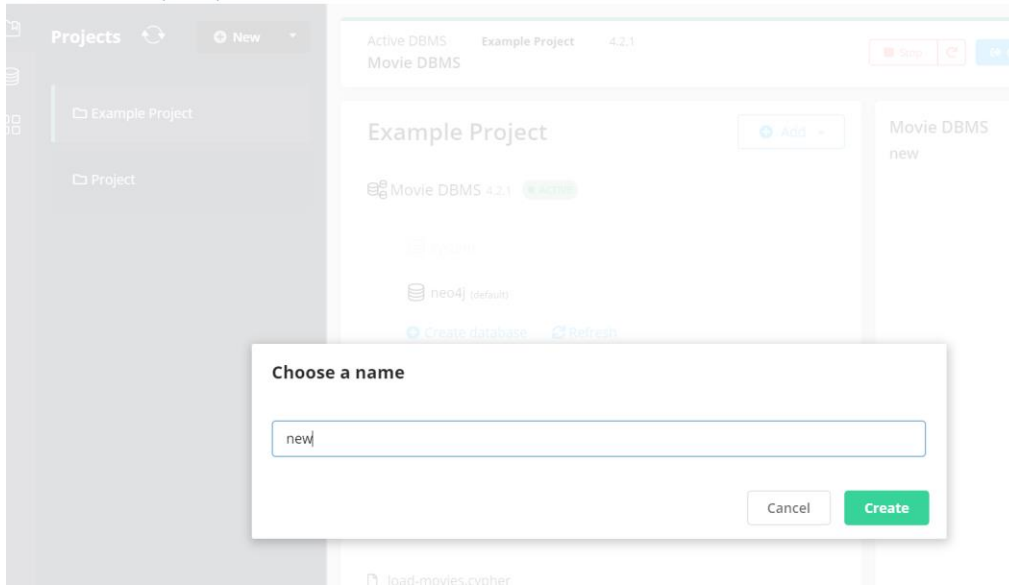 Projects
New
Example Project
Project
Active DBMS Example Project 4.2.1
Movie DBMS
Stop
Example Project
Add
Movie DBMS 4.2.1 ACTIVE
system
neo4j (default)
Create database Refresh
Movie DBMS
new
Choose a name
new
Cancel Create
load-movies.cypher